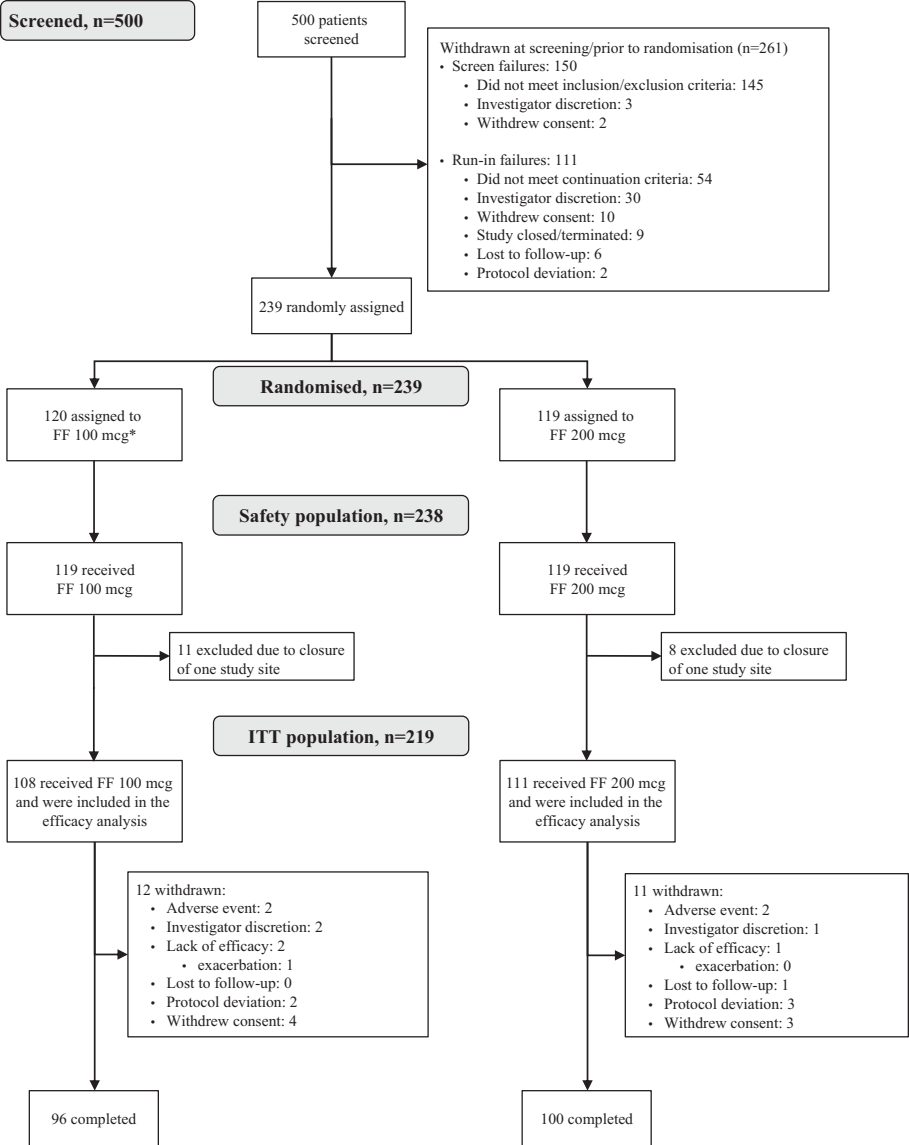 Screened, n=500
500 patients
screened
Withdrawn at screening/prior to randomisation (n=261)
• Screen failures: 150
• Did not meet inclusion/exclusion criteria: 145
• Investigator discretion: 3
• Withdrew consent: 2
• Run-in failures: 111
• Did not meet continuation criteria: 54
• Investigator discretion: 30
• Withdrew consent: 10
• Study closed/terminated: 9
• Lost to follow-up: 6
• Protocol deviation: 2
239 randomly assigned
Randomised, n=239
120 assigned to
FF 100 mcg*
119 assigned to
FF 200 mcg
Safety population, n=238
119 received
FF 100 mcg
119 received
FF 200 mcg
11 excluded due to closure
of one study site
8 excluded due to closure
of one study site
ITT population, n=219
108 received FF 100 mcg
and were included in the
efficacy analysis
111 received FF 200 mcg
and were included in the
efficacy analysis
12 withdrawn:
• Adverse event: 2
• Investigator discretion: 2
• Lack of efficacy: 2
• exacerbation: 1
• Lost to follow-up: 0
• Protocol deviation: 2
• Withdrew consent: 4
11 withdrawn:
• Adverse event: 2
• Investigator discretion: 1
• Lack of efficacy: 1
• exacerbation: 0
• Lost to follow-up: 1
• Protocol deviation: 3
• Withdrew consent: 3
96 completed
100 completed